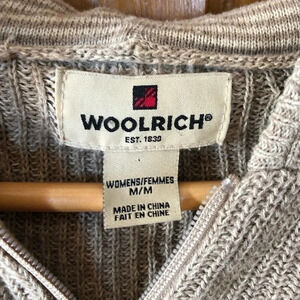 WOOLRICH®
EST. 1830
WOMENS/FEMMES
M/M
MADE IN CHINA
FAIT EN CHINE